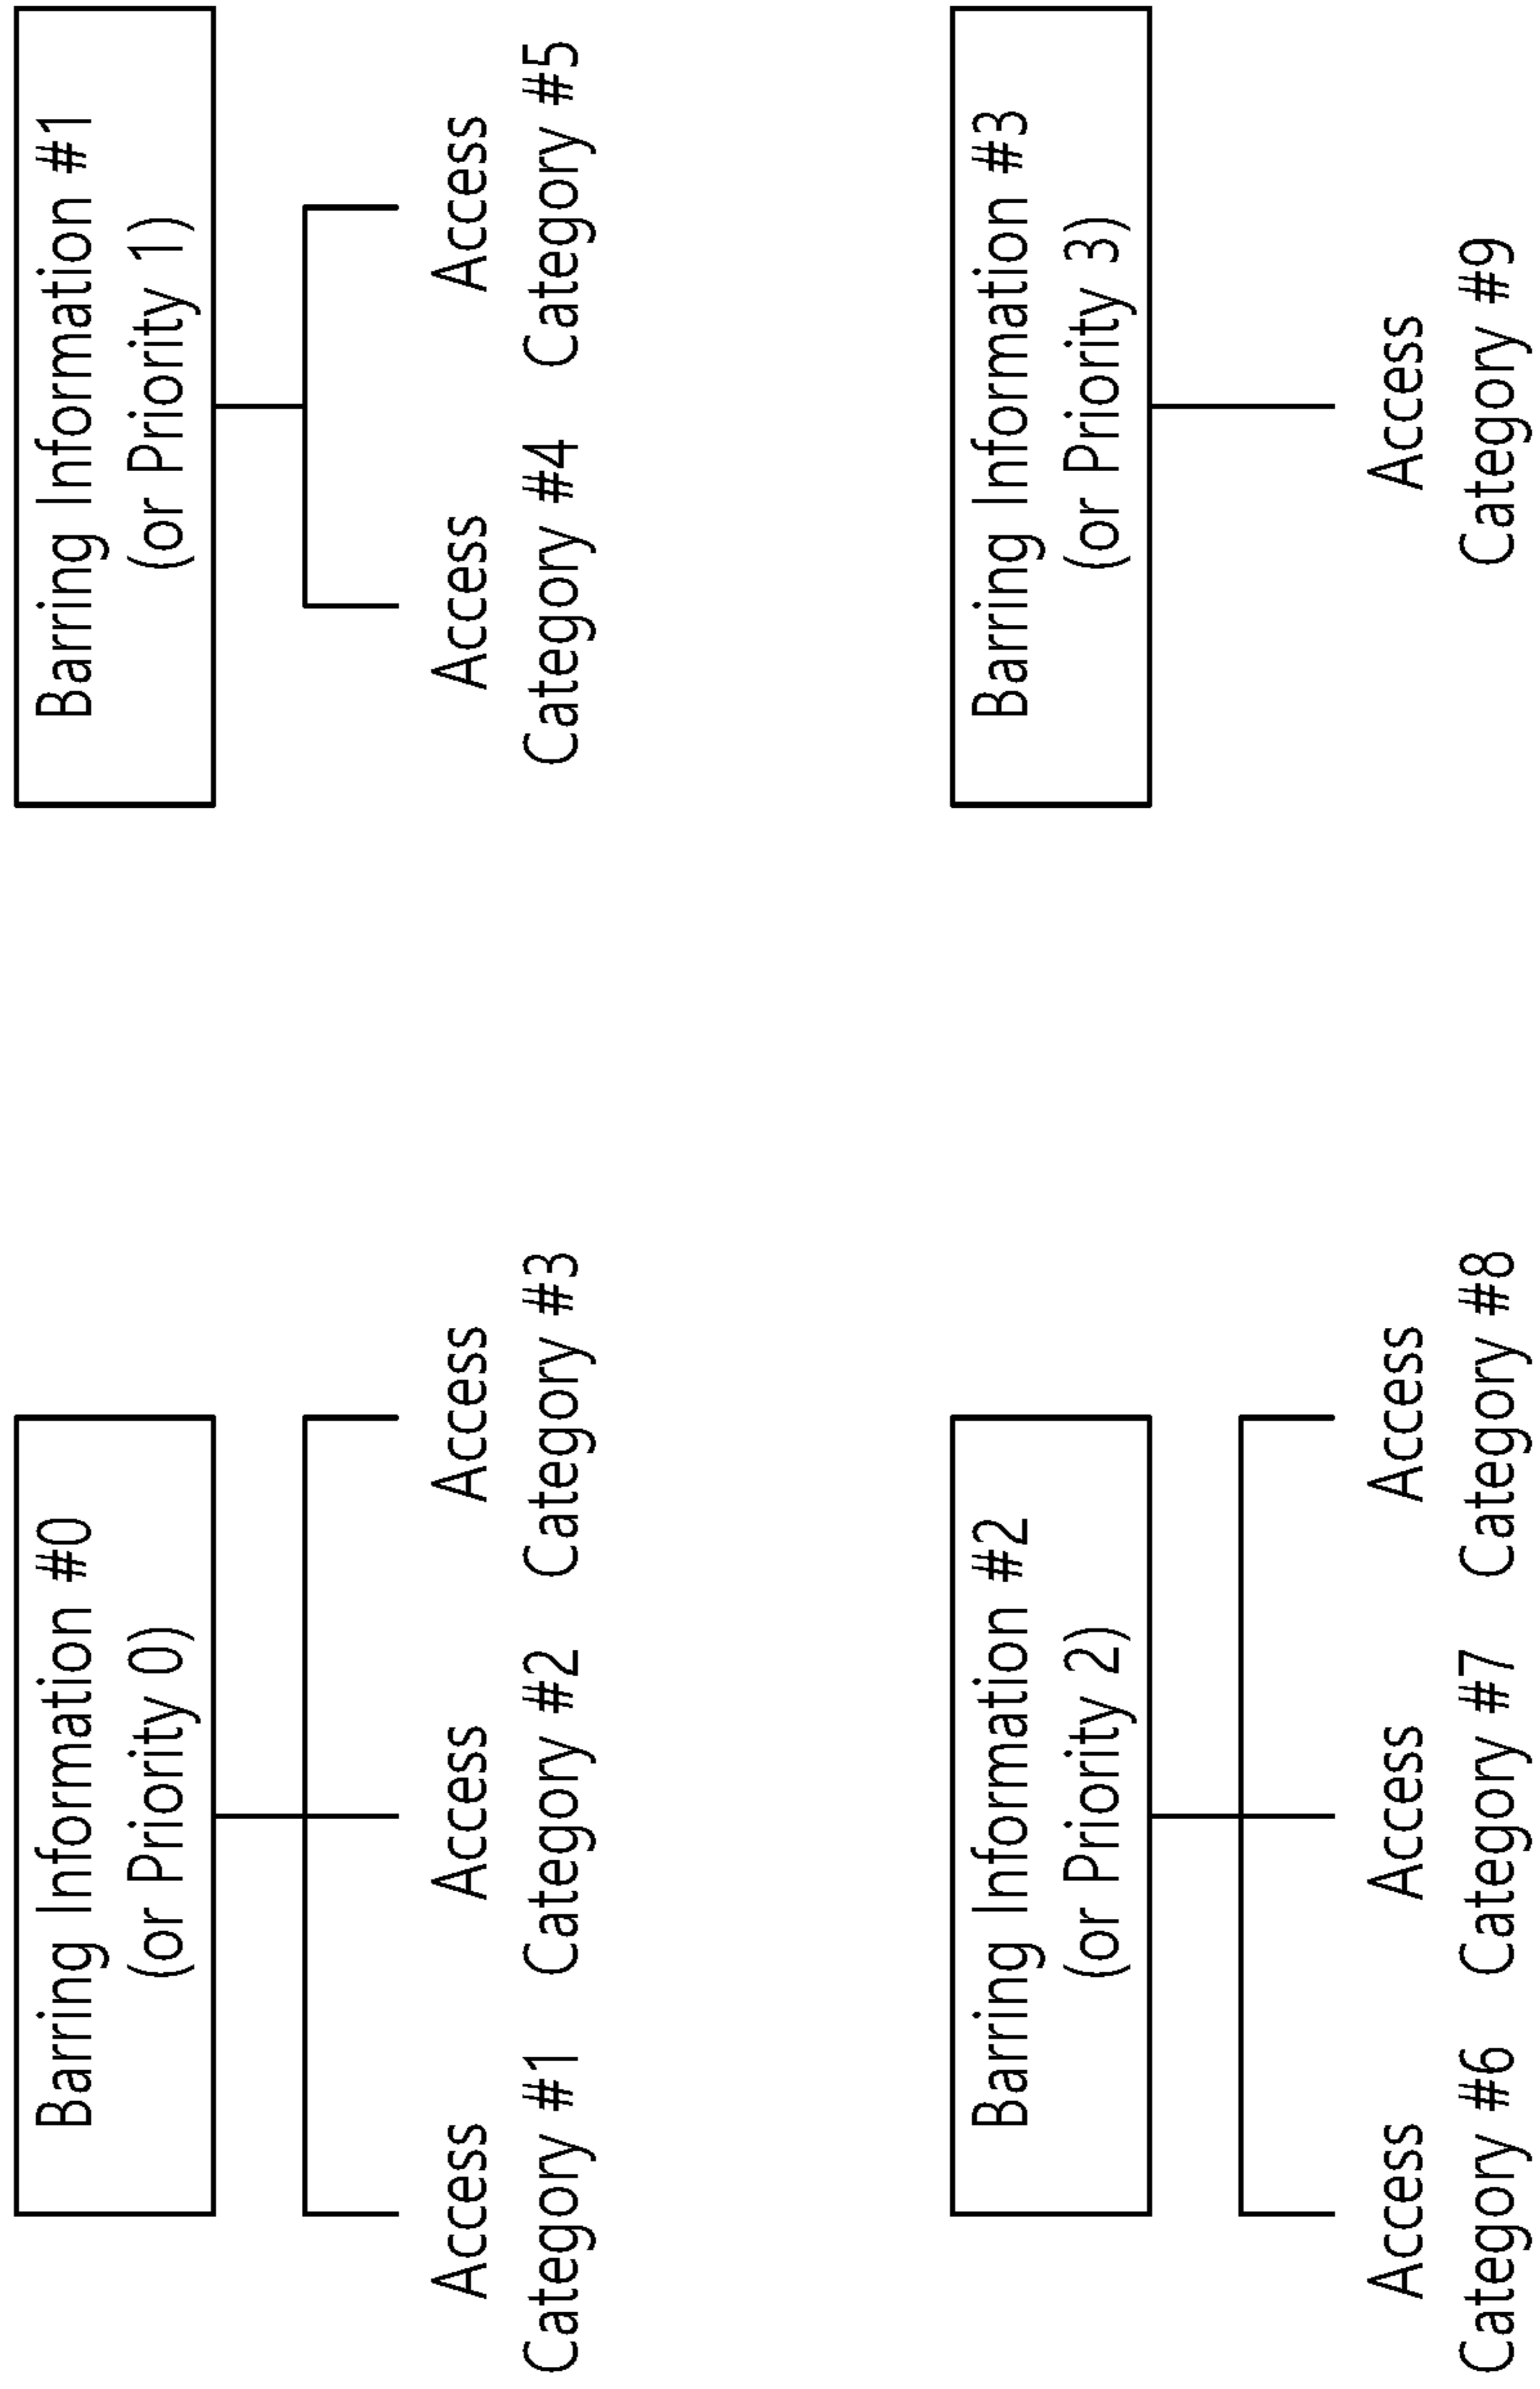 Barring Information #0
(or Priority 0)
Access
Category #1
Access
Category #2
Access
Category #3
Barring Information #1
(or Priority 1)
Access
Category #4
Access
Category #5
Barring Information #2
(or Priority 2)
Access
Category #6
Access
Category #7
Access
Category #8
Barring Information #3
(or Priority 3)
Access
Category #9